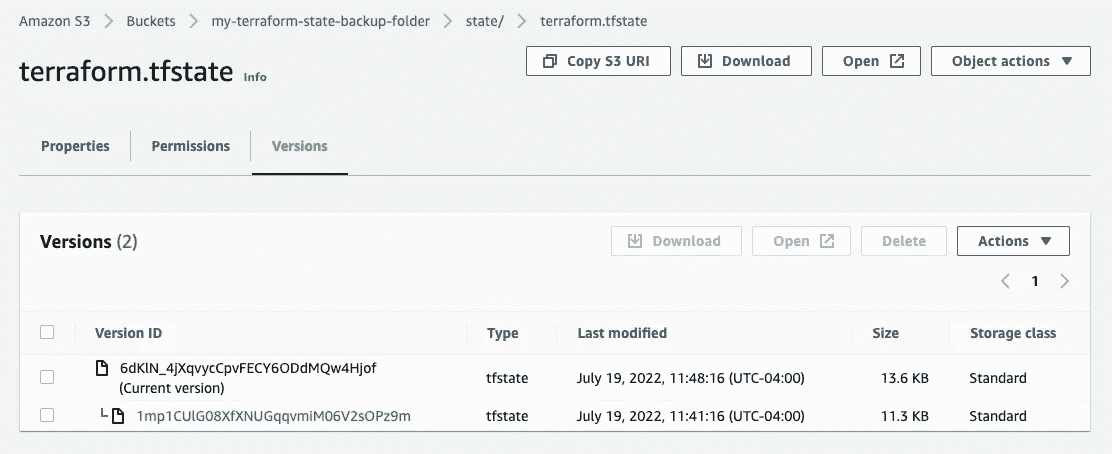 Amazon S3 > Buckets > my-terraform-state-backup-folder > state/ > terraform.tfstate
terraform.tfstate Info
Copy S3 URI Download Open Object actions
Properties Permissions Versions
Versions (2)
Download Open Delete Actions
1
Version ID Type Last modified Size Storage class
6dKlN_4jXqvycCpvFECY6ODdMQw4Hjof
(Current version)
tfstate July 19, 2022, 11:48:16 (UTC-04:00) 13.6 KB Standard
1mp1CUlG08XfXNUGqqvmiM06V2sOPz9m tfstate July 19, 2022, 11:41:16 (UTC-04:00) 11.3 KB Standard